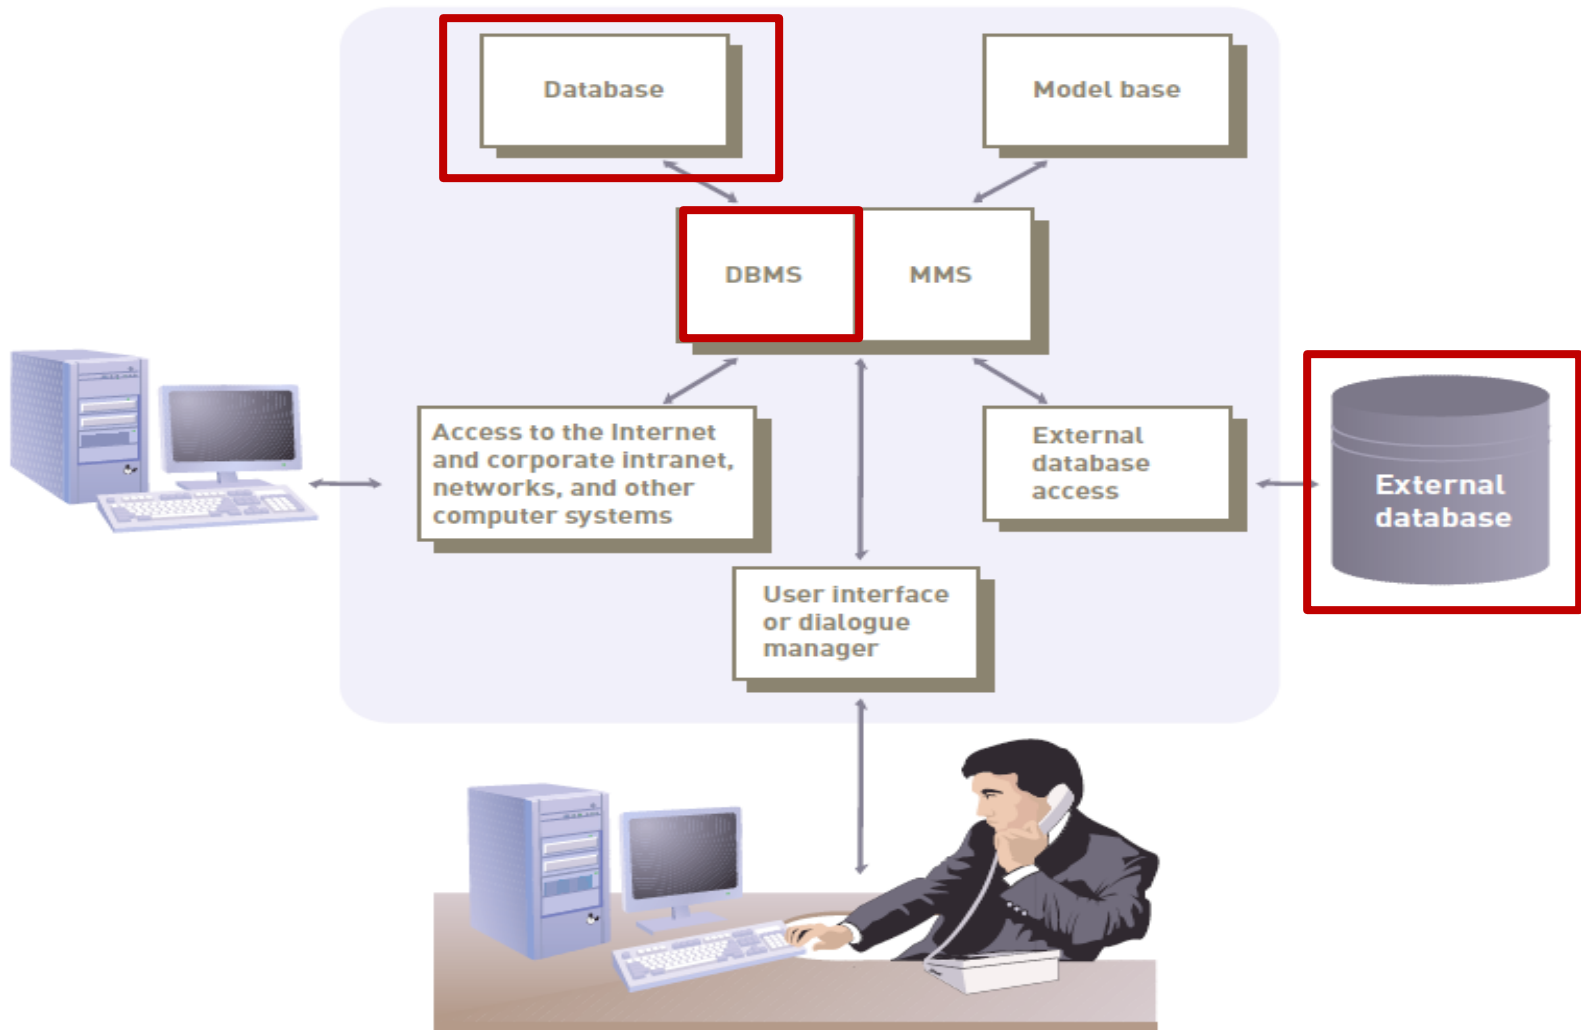 Database
Model base
DBMS
MMS
Access to the Internet
and corporate intranet,
networks, and other
computer systems
External
database
access
External
database
User interface
or dialogue
manager